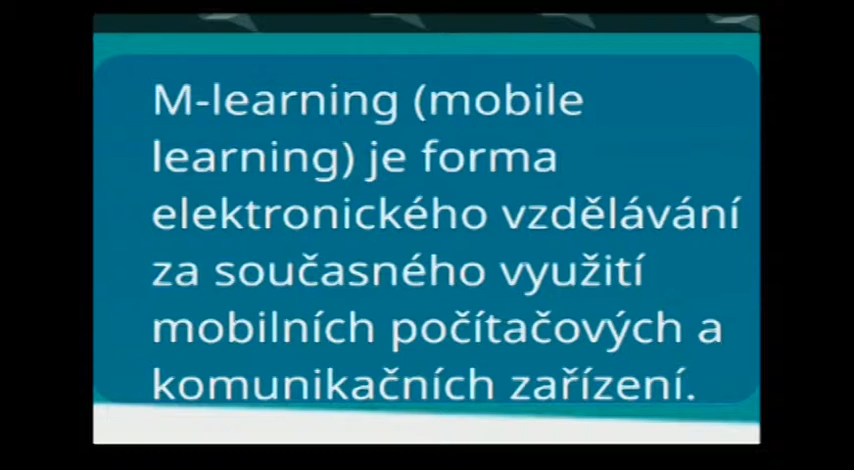 M-learning (mobile
learning) je forma
elektronického vzdělávání
za současného využití
mobilních počítačových a
komunikačních zařízení.